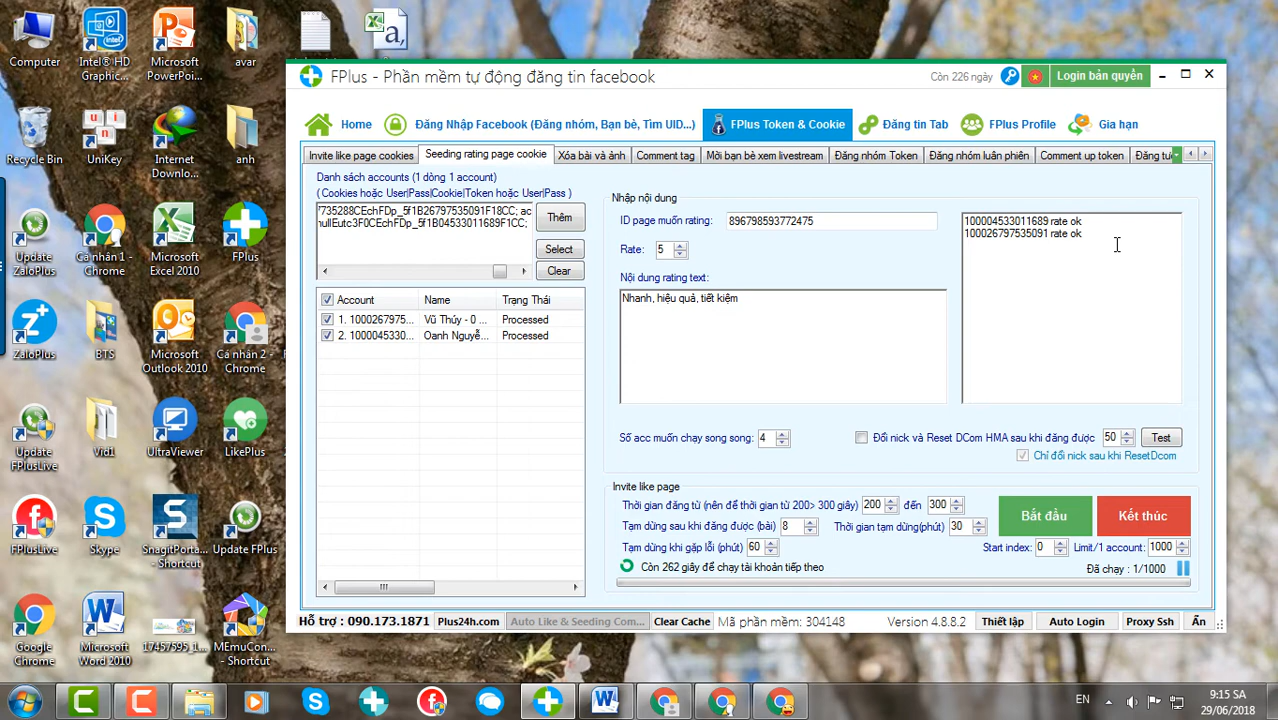 Computer
Intel® HD
Graphic...
Microsoft
PowerPoi...
avar
a,
FPlus - Phần mềm tự động đăng tin facebook
Còn 226 ngày
Login bản quyền
Home
Đăng Nhập Facebook (Đăng nhóm, Bạn bè, Tìm UID...)
FPlus Token & Cookie
Đăng tin Tab
FPlus Profile
Gia hạn
Invite like page cookies
Seeding rating page cookie
Xóa bài và ảnh
Comment tag
Mời bạn bè xem livestream
Đăng nhóm Token
Đăng nhóm luân phiên
Comment up token
Recycle Bin
UniKey
Internet
Downlo...
anh
Danh sách accounts (1 dòng 1 account)
( Cookies hoặc User|Pass|Cookie|Token hoặc User|Pass )
'735288CEchFDp_5f1B26797535091F18CC; ac
nullEutc3F0CEchFDp_5f1B04533011689F1CC;
Thêm
Select
Clear
Account
Name
Trạng Thái
1. 1000267975...
Vũ Thúy - 0 ...
Processed
2. 1000045330...
Oanh Nguyễ...
Processed
Nhập nội dung
ID page muốn rating:
896798593772475
Rate:
5
Nội dung rating text:
Nhanh, hiệu quả, tiết kiệm
100004533011689 rate ok
100026797535091 rate ok
Số acc muốn chạy song song:
4
Đổi nick và Reset DCom HMA sau khi đăng được
50
Test
Chỉ đổi nick sau khi ResetDcom
Invite like page
Thời gian đăng từ (nên để thời gian từ 200> 300 giây)
200
đến
300
Tạm dừng sau khi đăng được (bài)
8
Thời gian tạm dừng(phút)
30
Tạm dừng khi gặp lỗi (phút)
60
Bắt đầu
Kết thúc
Start index:
0
Limit/1 account:
1000
Còn 262 giây để chạy tài khoản tiếp theo
Đã chạy : 1/1000
Hỗ trợ : 090.173.1871
Plus24h.com
Auto Like & Seeding Com...
Clear Cache
Mã phần mềm: 304148
Version 4.8.8.2
Thiết lập
Auto Login
Proxy Ssh
Ẩn
Update
ZaloPlus
Cá nhân 1 -
Chrome
Microsoft
Excel 2010
FPlus
ZaloPlus
BTS
Microsoft
Outlook 2010
Cá nhân 2 -
Chrome
Update
FPlusLive
Vid1
UltraViewer
LikePlus
FPlusLive
Skype
SnagitPorta...
- Shortcut
Update FPlus
Google
Chrome
Microsoft
Word 2010
17457595_1...
MEmuCon...
- Shortcut
EN
9:15 SA
29/06/2018